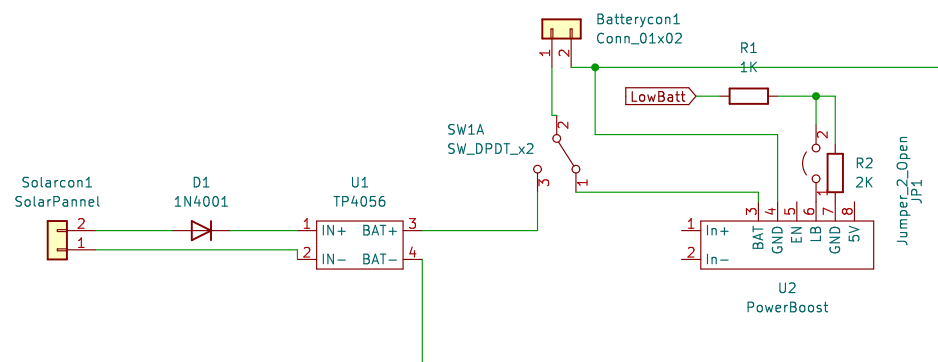 Batterycon1
Conn_01x02
1
2
R1
1K
LowBatt
SW1A
SW_DPDT_x2
2
3
1
2
1
R2
2K
Jumper_2_Open
JP1
Solarcon1
SolarPannel
2
1
D1
1N4001
U1
TP4056
1 IN+ BAT+ 3
2 IN- BAT- 4
3 4 5 6 7 8
1 In+
2 In-
BAT GND EN LB GND 5V
U2
PowerBoost